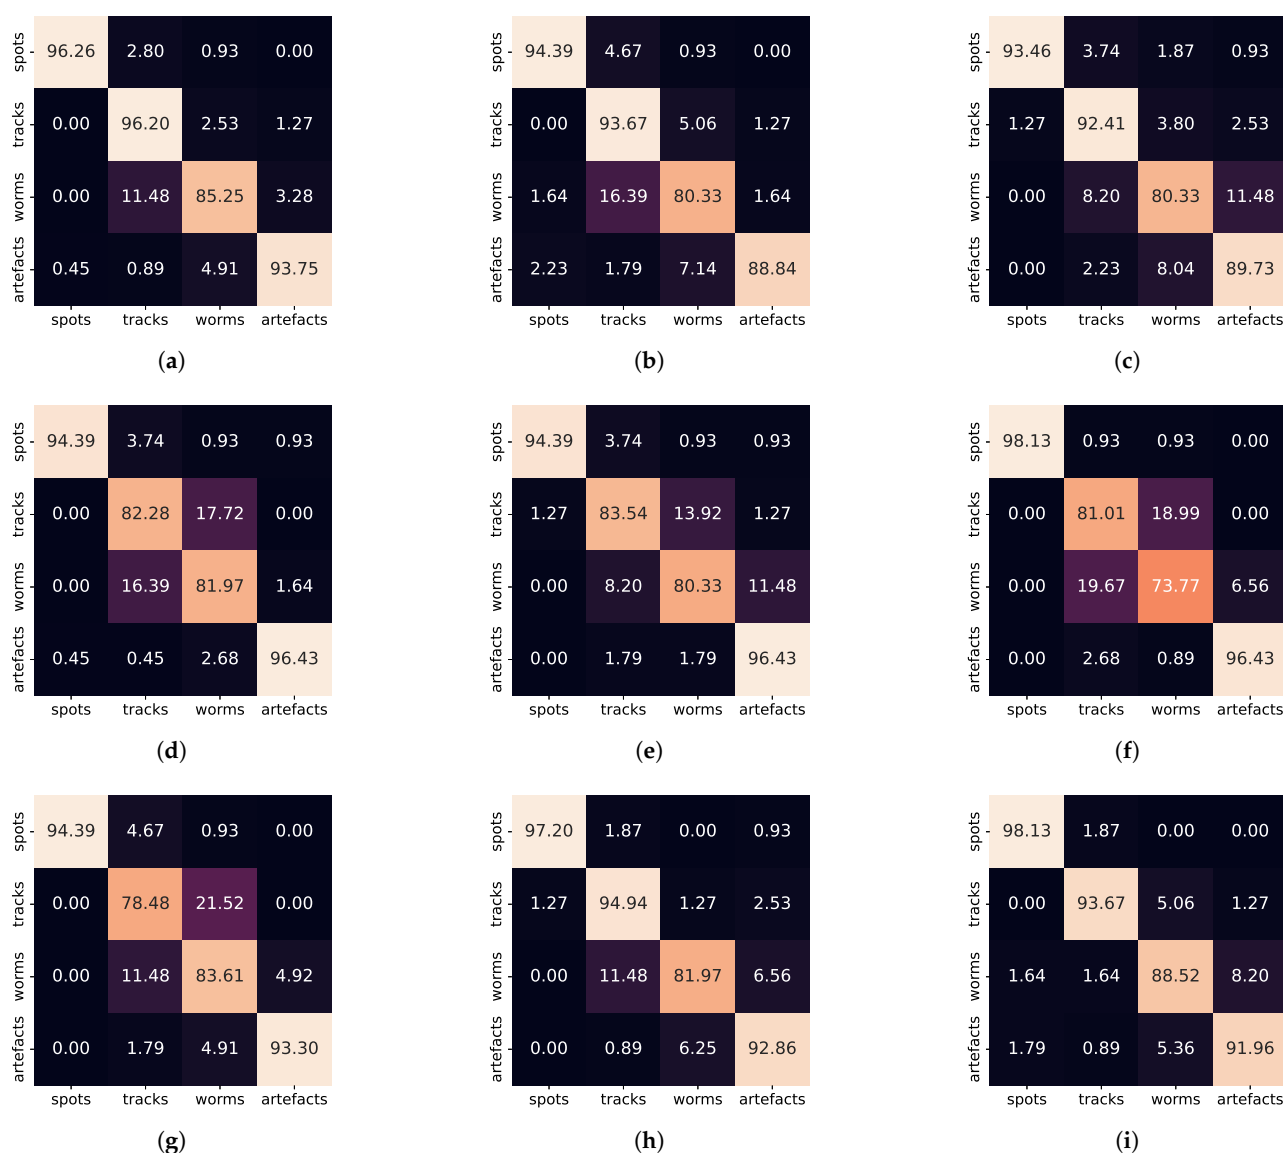 spots 96.26 2.80 0.93 0.00
tracks 0.00 96.20 2.53 1.27
worms 0.00 11.48 85.25 3.28
artefacts 0.45 0.89 4.91 93.75
spots tracks worms artefacts
(a)
spots 94.39 4.67 0.93 0.00
tracks 0.00 93.67 5.06 1.27
worms 1.64 16.39 80.33 1.64
artefacts 2.23 1.79 7.14 88.84
spots tracks worms artefacts
(b)
spots 93.46 3.74 1.87 0.93
tracks 1.27 92.41 3.80 2.53
worms 0.00 8.20 80.33 11.48
artefacts 0.00 2.23 8.04 89.73
spots tracks worms artefacts
(c)
spots 94.39 3.74 0.93 0.93
tracks 0.00 82.28 17.72 0.00
worms 0.00 16.39 81.97 1.64
artefacts 0.45 0.45 2.68 96.43
spots tracks worms artefacts
(d)
spots 94.39 3.74 0.93 0.93
tracks 1.27 83.54 13.92 1.27
worms 0.00 8.20 80.33 11.48
artefacts 0.00 1.79 1.79 96.43
spots tracks worms artefacts
(e)
spots 98.13 0.93 0.93 0.00
tracks 0.00 81.01 18.99 0.00
worms 0.00 19.67 73.77 6.56
artefacts 0.00 2.68 0.89 96.43
spots tracks worms artefacts
(f)
spots 94.39 4.67 0.93 0.00
tracks 0.00 78.48 21.52 0.00
worms 0.00 11.48 83.61 4.92
artefacts 0.00 1.79 4.91 93.30
spots tracks worms artefacts
(g)
spots 97.20 1.87 0.00 0.93
tracks 1.27 94.94 1.27 2.53
worms 0.00 11.48 81.97 6.56
artefacts 0.00 0.89 6.25 92.86
spots tracks worms artefacts
(h)
spots 98.13 1.87 0.00 0.00
tracks 0.00 93.67 5.06 1.27
worms 1.64 1.64 88.52 8.20
artefacts 1.79 0.89 5.36 91.96
spots tracks worms artefacts
(i)